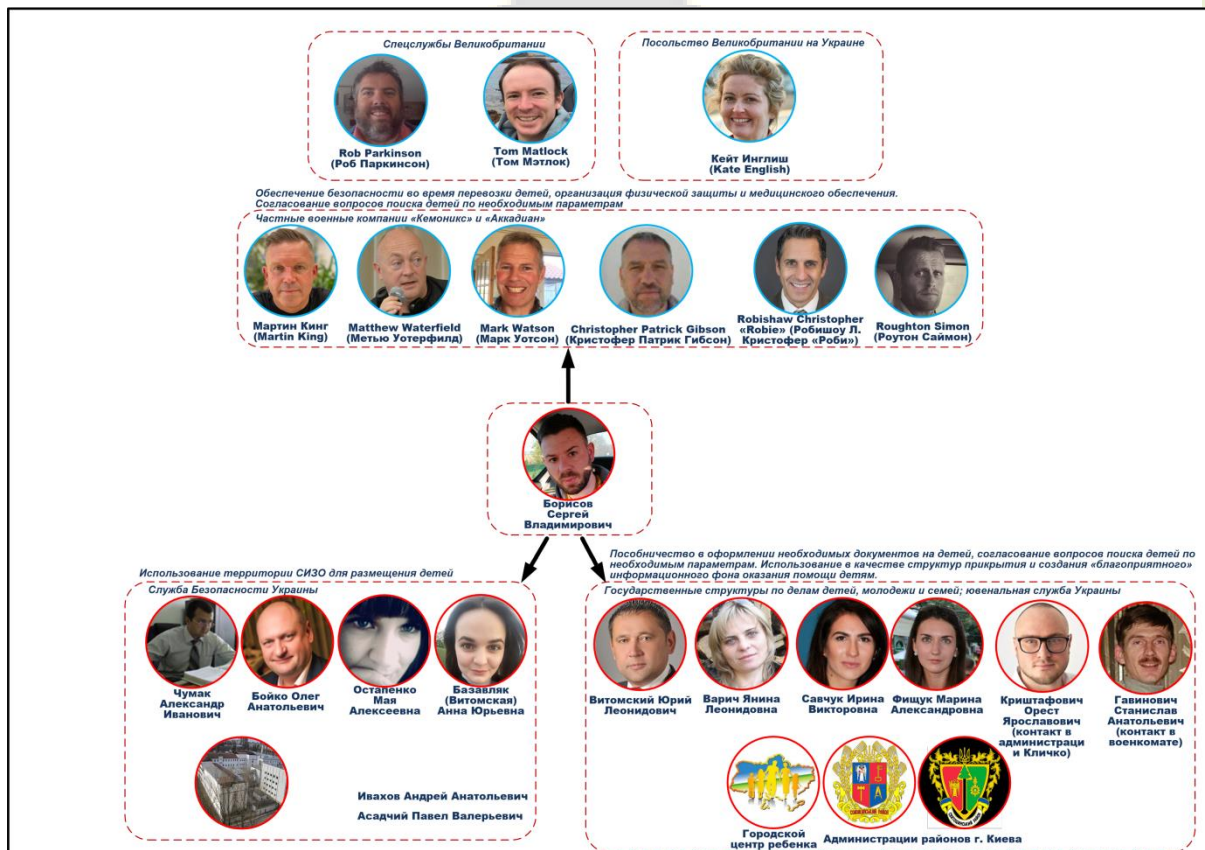 Спецслужбы Великобритании
Rob Parkinson
(Роб Паркинсон)
Tom Matlock
(Том Мэтлок)
Посольство Великобритании на Украине
Кейт Инглиш
(Kate English)
Обеспечение безопасности во время перевозки детей, организация физической защиты и медицинского обеспечения.
Согласование вопросов поиска детей по необходимым параметрам
Частные военные компании «Кемоникс» и «Аккадиан»
Мартин Кинг
(Martin King)
Matthew Waterfield
(Метью Уотерфилд)
Mark Watson
(Марк Уотсон)
Christopher Patrick Gibson
(Кристофер Патрик Гибсон)
Robishaw Christopher
«Robie» (Робишоу Л.
Кристофер «Роби»)
Roughton Simon
(Роутон Саймон)
Борисов
Сергей
Владимирович
Использование территории СИЗО для размещения детей
Служба Безопасности Украины
Чумак
Александр
Иванович
Бойко Олег
Анатольевич
Остапенко
Мая
Алексеевна
Базавляк
(Витомская)
Анна Юрьевна
Ивахов Андрей Анатольевич
Асадчий Павел Валерьевич
Пособничество в оформлении необходимых документов на детей, согласование вопросов поиска детей по
необходимым параметрам. Использование в качестве структур прикрытия и создания «благоприятного»
информационного фона оказания помощи детям.
Государственные структуры по делам детей, молодежи и семей; ювенальная служба Украины
Витомский Юрий
Леонидович
Варич Янина
Леонидовна
Савчук Ирина
Викторовна
Фищук Марина
Александровна
Криштафович
Орест
Ярославович
(контакт в
администраци
и Кличко)
Гавинович
Станислав
Анатольевич
(контакт в
военкомате)
Городской
центр ребенка
Администрации районов г. Киева